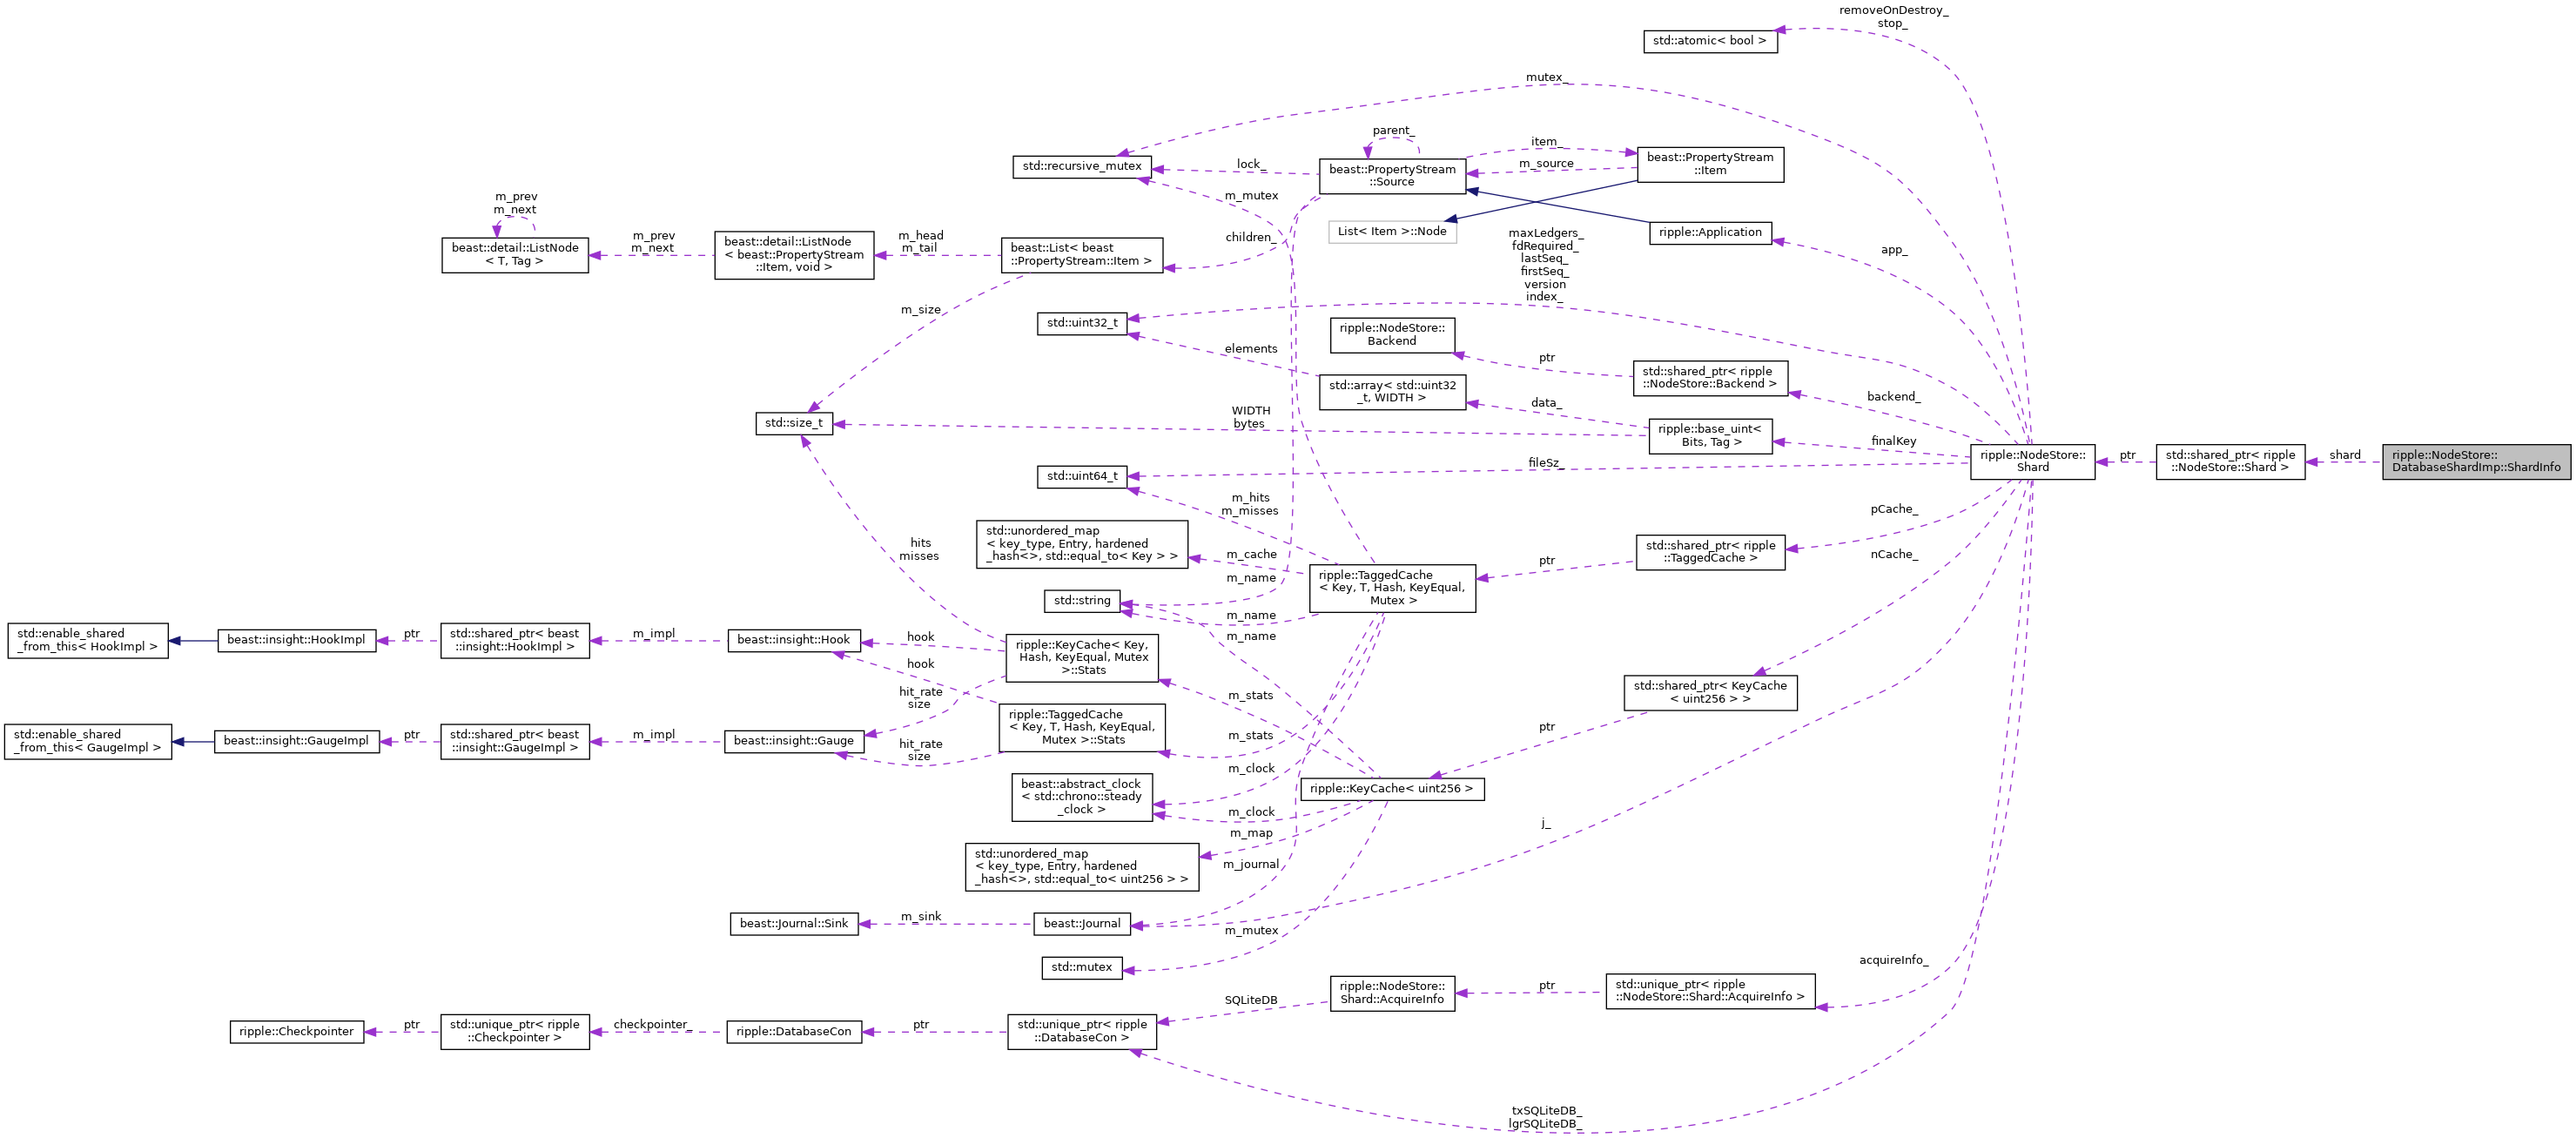 removeOnDestroy_
stop_
std::atomic< bool >
mutex_
parent_
item_
lock_
m_source
std::recursive_mutex
beast::PropertyStream
::Source
beast::PropertyStream
::Item
m_mutex
m_prev
m_next
List< Item >::Node
ripple::Application
children_
app_
beast::detail::ListNode
< T, Tag >
m_prev
m_next
beast::detail::ListNode
< beast::PropertyStream
::Item, void >
m_head
m_tail
beast::List< beast
::PropertyStream::Item >
maxLedgers_
fdRequired_
lastSeq_
firstSeq_
version
index_
m_size
std::uint32_t
ripple::NodeStore::
Backend
elements
ptr
std::shared_ptr< ripple
::NodeStore::Backend >
std::array< std::uint32
_t, WIDTH >
data_
backend_
std::size_t
WIDTH
bytes
ripple::base_uint<
Bits, Tag >
finalKey
ripple::NodeStore::
Shard
ptr
std::shared_ptr< ripple
::NodeStore::Shard >
shard
ripple::NodeStore::
DatabaseShardImp::ShardInfo
std::uint64_t
fileSz_
m_hits
m_misses
pCache_
std::unordered_map
< key_type, Entry, hardened
_hash<>, std::equal_to< Key > >
m_cache
hits
misses
std::shared_ptr< ripple
::TaggedCache >
nCache_
ptr
ripple::TaggedCache
< Key, T, Hash, KeyEqual,
Mutex >
m_name
std::string
m_name
m_name
std::enable_shared
_from_this< HookImpl >
beast::insight::HookImpl
ptr
std::shared_ptr< beast
::insight::HookImpl >
m_impl
beast::insight::Hook
hook
ripple::KeyCache< Key,
Hash, KeyEqual, Mutex
>::Stats
hook
hit_rate
size
m_stats
std::shared_ptr< KeyCache
< uint256 > >
ripple::TaggedCache
< Key, T, Hash, KeyEqual,
Mutex >::Stats
m_stats
ptr
std::enable_shared
_from_this< GaugeImpl >
beast::insight::GaugeImpl
ptr
std::shared_ptr< beast
::insight::GaugeImpl >
m_impl
beast::insight::Gauge
hit_rate
size
m_clock
beast::abstract_clock
< std::chrono::steady
_clock >
ripple::KeyCache< uint256 >
m_clock
m_map
j_
std::unordered_map
< key_type, Entry, hardened
_hash<>, std::equal_to< uint256 > >
m_journal
beast::Journal::Sink
m_sink
beast::Journal
m_mutex
std::mutex
acquireInfo_
SQLiteDB
ripple::NodeStore::
Shard::AcquireInfo
ptr
std::unique_ptr< ripple
::NodeStore::Shard::AcquireInfo >
ripple::Checkpointer
ptr
std::unique_ptr< ripple
::Checkpointer >
checkpointer_
ripple::DatabaseCon
ptr
std::unique_ptr< ripple
::DatabaseCon >
txSQLiteDB_
lgrSQLiteDB_